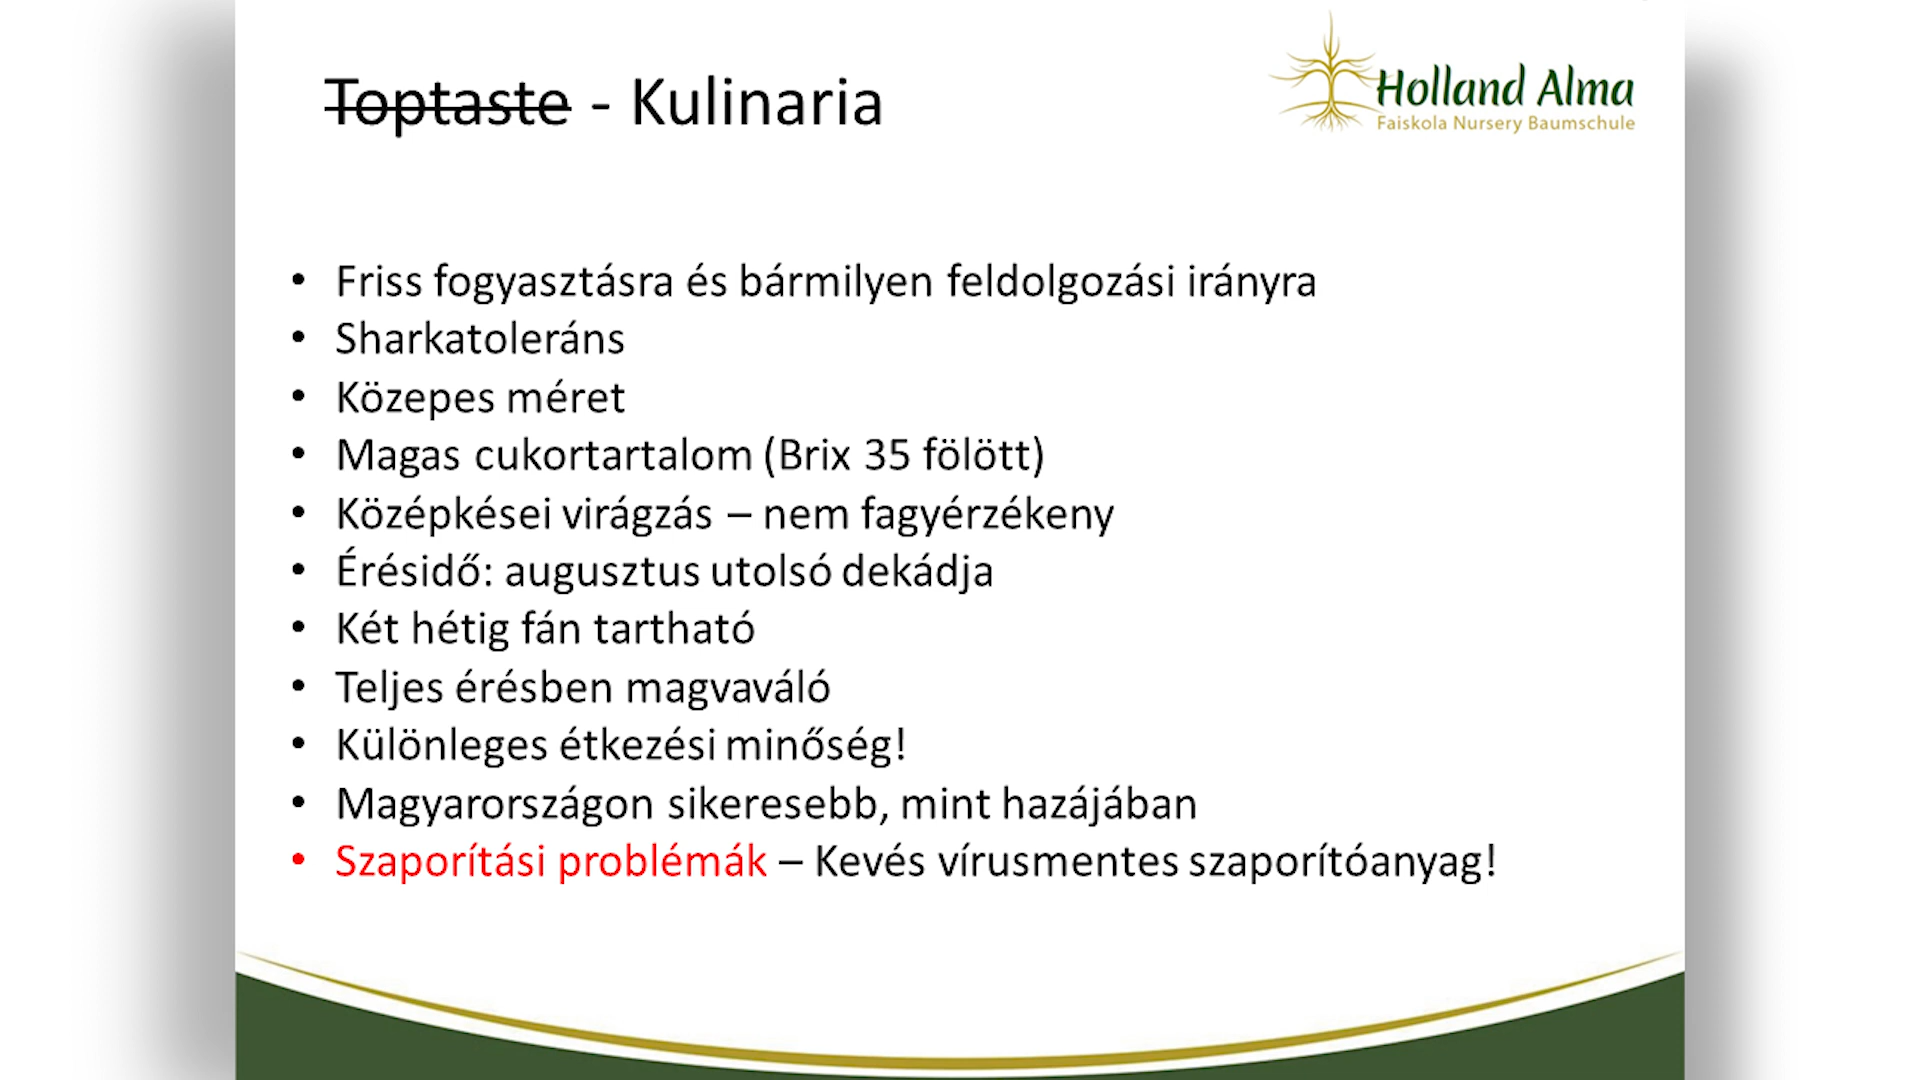 Toptaste - Kulinaria
Holland Alma
Faiskola Nursery Baumschule
• Friss fogyasztásra és bármilyen feldolgozási irányra
• Sharkatoleráns
• Közepes méret
• Magas cukortartalom (Brix 35 fölött)
• Középkései virágzás – nem fagyérzékeny
• Érésidő: augusztus utolsó dekádja
• Két hétig fán tartható
• Teljes érésben magvaváló
• Különleges étkezési minőség!
• Magyarországon sikeresebb, mint hazájában
• Szaporítási problémák – Kevés vírusmentes szaporítóanyag!